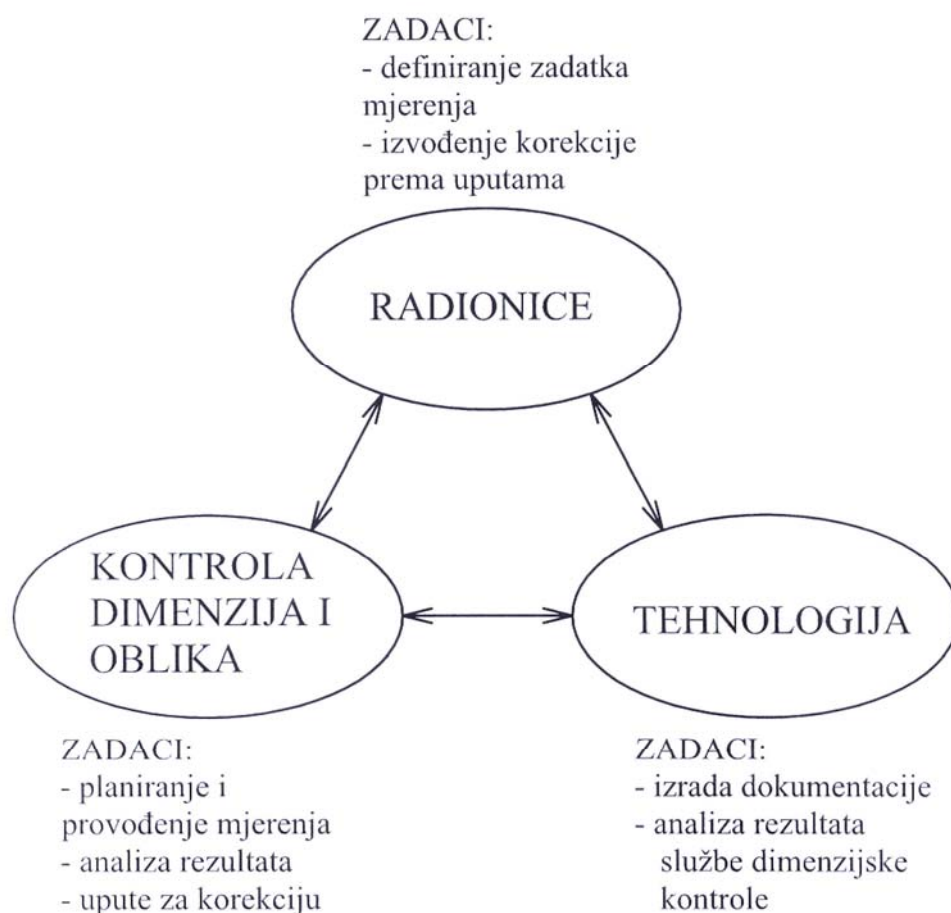 ZADACI:
- definiranje zadatka
mjerenja
- izvođenje korekcije
prema uputama
RADIONICE
KONTROLA
DIMENZIJA I
OBLIKA
TEHNOLOGIJA
ZADACI:
- planiranje i
provođenje mjerenja
- analiza rezultata
- upute za korekciju
ZADACI:
- izrada dokumentacije
- analiza rezultata
službe dimenzijske
kontrole